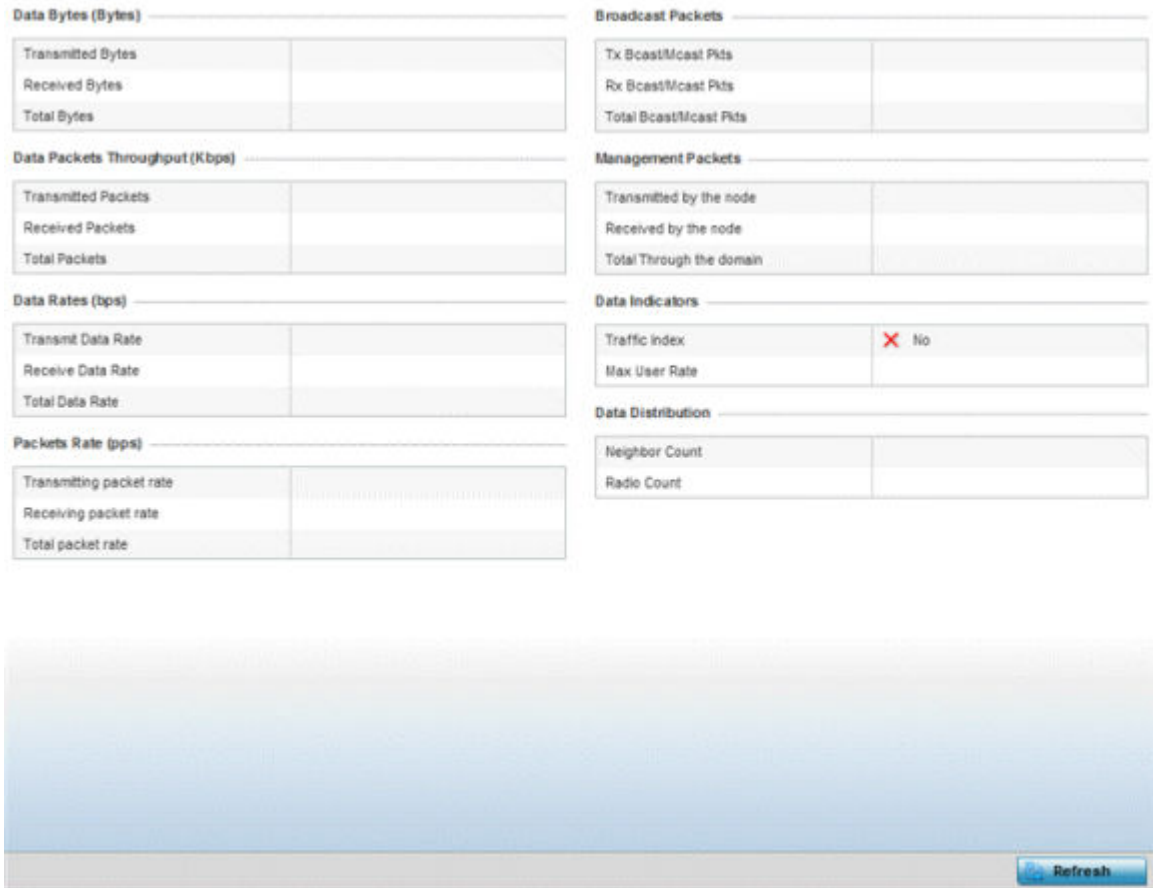 Data Bytes (Bytes)
Transmitted Bytes
Received Bytes
Total Bytes
Data Packets Throughput (Kbps)
Transmitted Packets
Received Packets
Total Packets
Data Rates (bps)
Transmit Data Rate
Receive Data Rate
Total Data Rate
Packets Rate (pps)
Transmitting packet rate
Receiving packet rate
Total packet rate
Broadcast Packets
Tx Bcast/Mcast Pkts
Rx Bcast/Mcast Pkts
Total Bcast/Mcast Pkts
Management Packets
Transmitted by the node
Received by the node
Total Through the domain
Data Indicators
Traffic Index No
Max User Rate
Data Distribution
Neighbor Count
Radio Count
Refresh